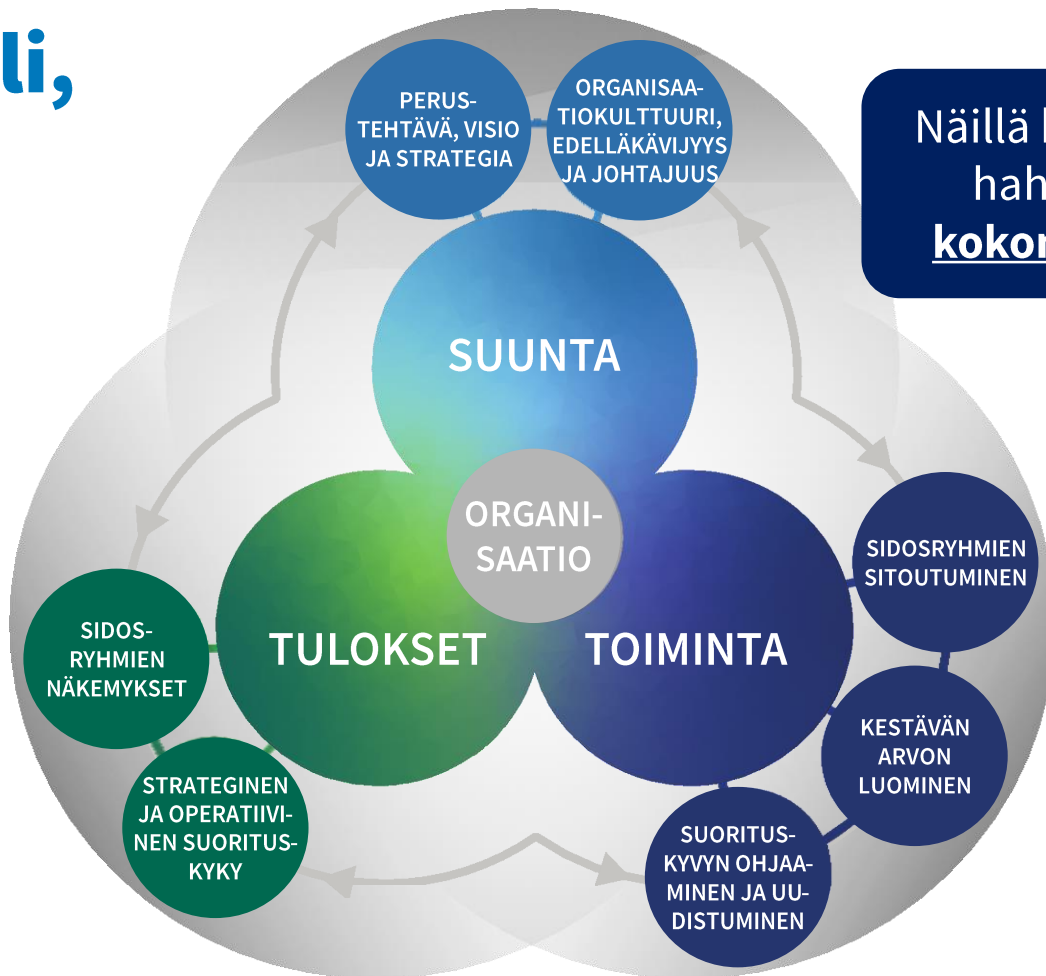 li,
PERUS-
TEHTÄVÄ, VISIO
JA STRATEGIA
ORGANISAA-
TIOKULTTUURI,
EDELLÄKÄVIJYYS
JA JOHTAJUUS
Näillä
hah
kokon
SUUNTA
ORGANI-
SAATIO
TULOKSET
TOIMINTA
SIDOSRYHMIEN
SITOUTUMINEN
KESTÄVÄN
ARVON
LUOMINEN
SUORITUS-
KYVYN OHJAA-
MINEN JA UU-
DISTUMINEN
SIDOS-
RYHMIEN
NÄKEMYKSET
STRATEGINEN
JA OPERATIIVI-
NEN SUORITUS-
KYKY